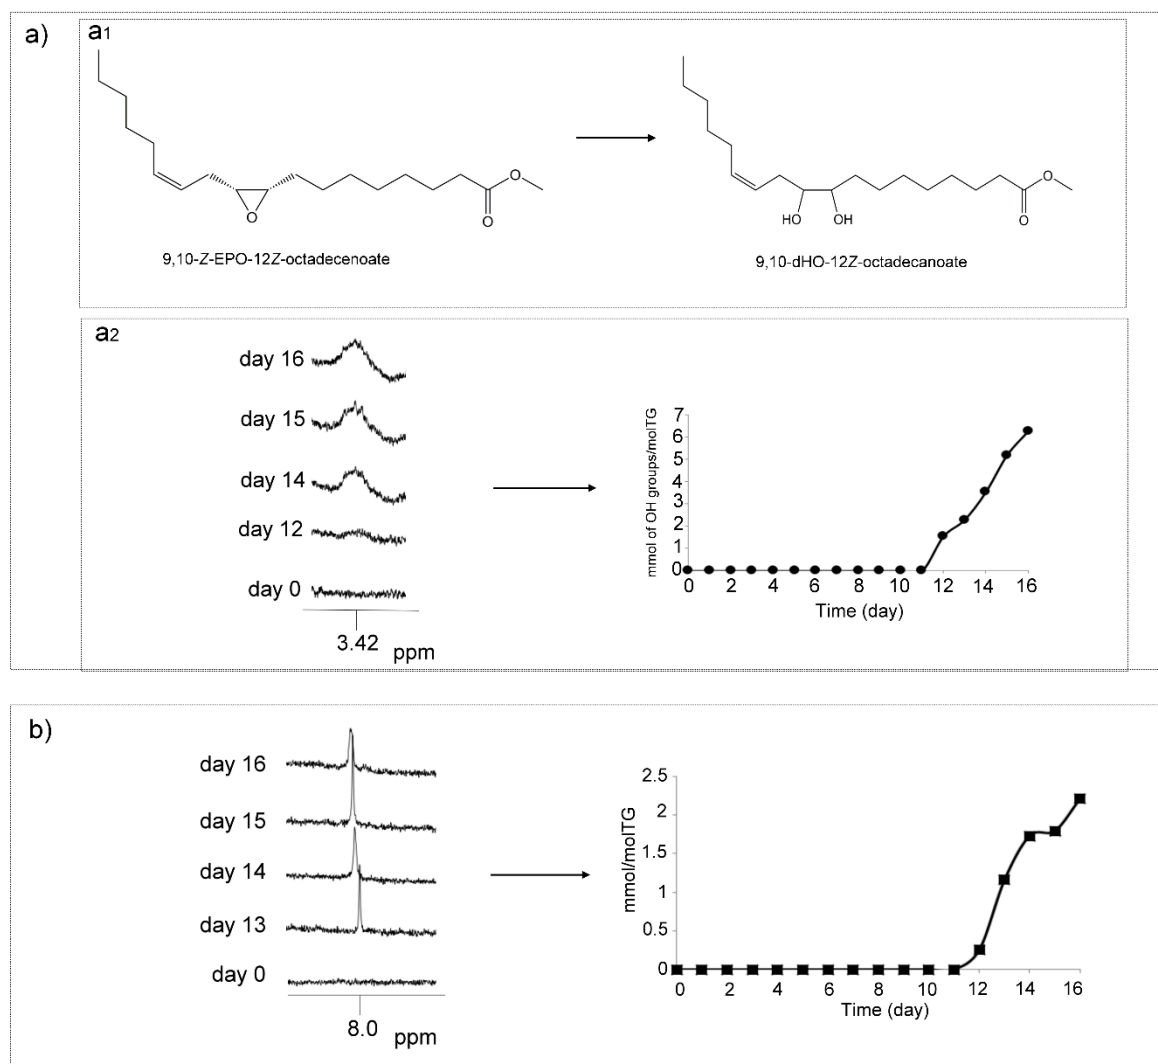 a)
a1
O
O
O
HO
OH
O
O
9,10-Z-EPO-12Z-octadecenoate
9,10-dHO-12Z-octadecanoate
a2
day 16
day 15
day 14
day 12
day 0
3.42
ppm
mmol of OH groups/molTG
7
6
5
4
3
2
1
0
0 2 4 6 8 10 12 14 16
Time (day)
b)
day 16
day 15
day 14
day 13
day 0
8.0
ppm
mmol/molTG
2.5
2
1.5
1
0.5
0
0 2 4 6 8 10 12 14 16
Time (day)